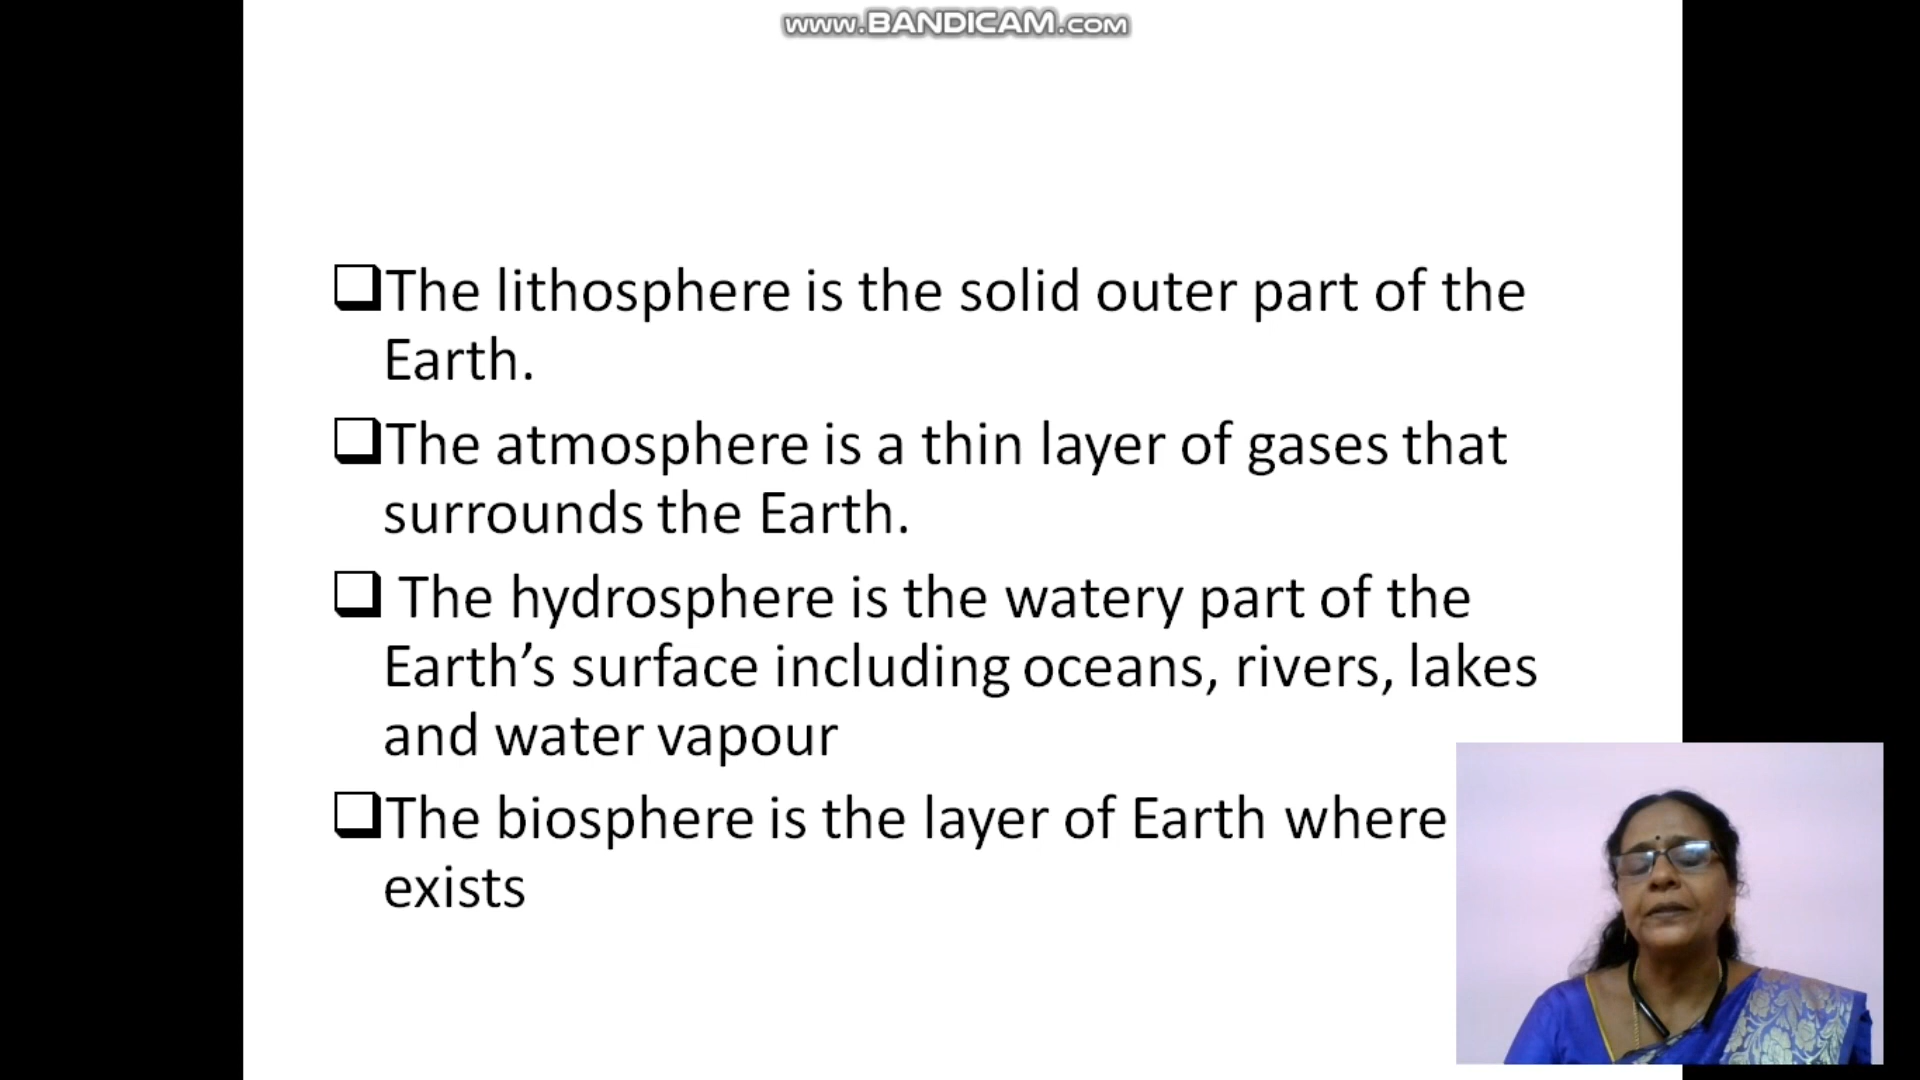 www.BANDICAM.com
The lithosphere is the solid outer part of the
Earth.
The atmosphere is a thin layer of gases that
surrounds the Earth.
The hydrosphere is the watery part of the
Earth’s surface including oceans, rivers, lakes
and water vapour
The biosphere is the layer of Earth where
exists